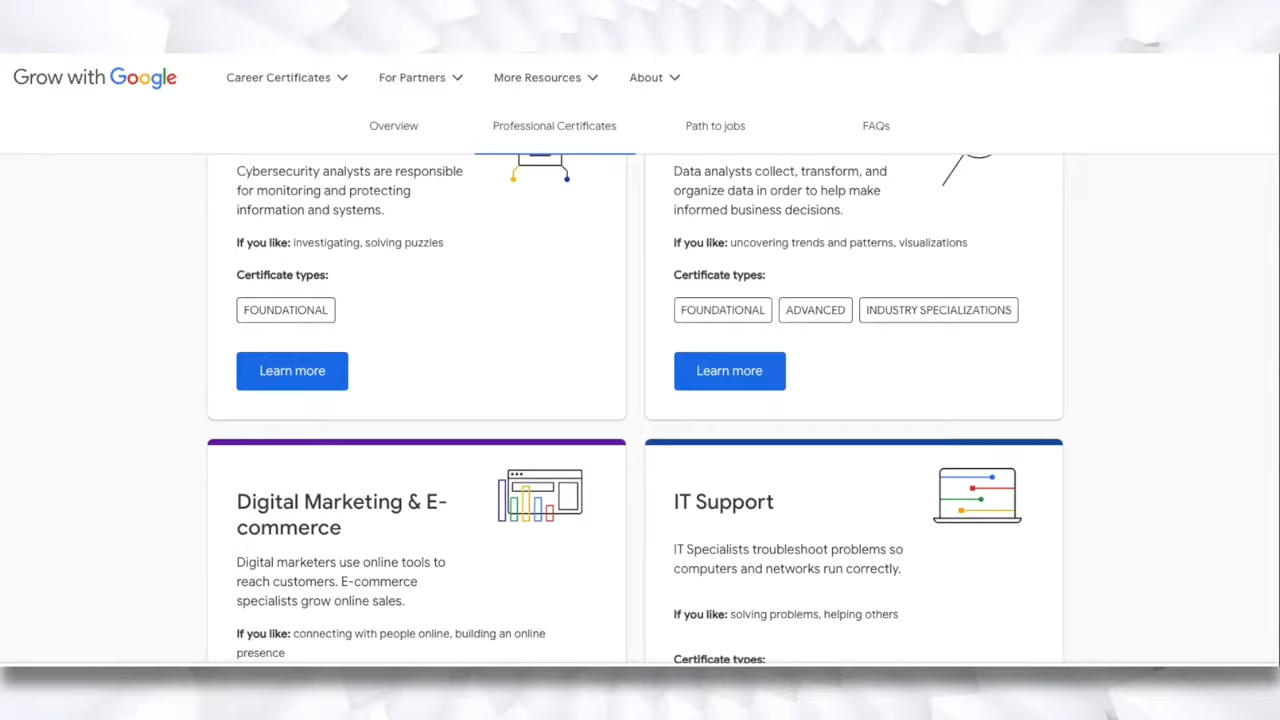 Grow with Google
Career Certificates
For Partners
More Resources
About
Overview
Professional Certificates
Path to jobs
FAQs
Cybersecurity analysts are responsible
for monitoring and protecting
information and systems.
If you like: investigating, solving puzzles
Certificate types:
FOUNDATIONAL
Learn more
Data analysts collect, transform, and
organize data in order to help make
informed business decisions.
If you like: uncovering trends and patterns, visualizations
Certificate types:
FOUNDATIONAL ADVANCED INDUSTRY SPECIALIZATIONS
Learn more
Digital Marketing & E-
commerce
Digital marketers use online tools to
reach customers. E-commerce
specialists grow online sales.
If you like: connecting with people online, building an online
presence
IT Support
IT Specialists troubleshoot problems so
computers and networks run correctly.
If you like: solving problems, helping others
Certificate types: